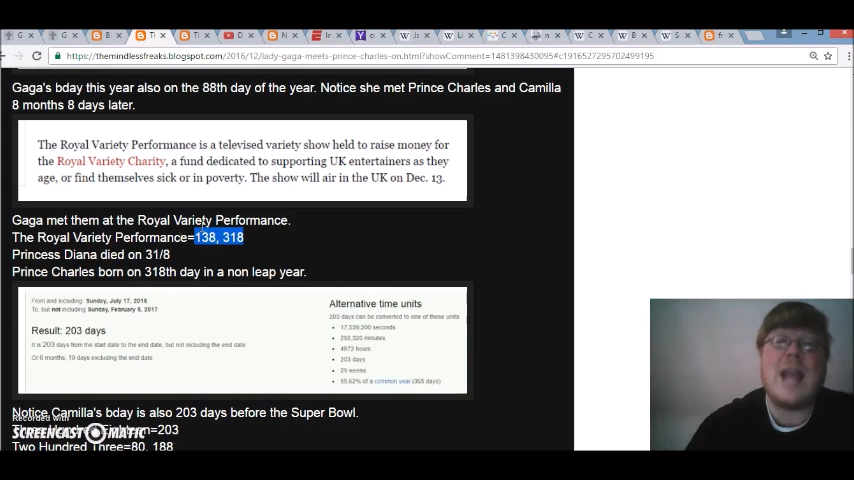 https://themindlessfreaks.blogspot.com/2016/12/lady-gaga-meets-prince-charles-on.html?showComment=1481398430095#c1916527295702499195
Gaga's bday this year also on the 88th day of the year. Notice she met Prince Charles and Camilla
8 months 8 days later.
The Royal Variety Performance is a televised variety show held to raise money for
the Royal Variety Charity, a fund dedicated to supporting UK entertainers as they
age, or find themselves sick or in poverty. The show will air in the UK on Dec. 13.
Gaga met them at the Royal Variety Performance.
The Royal Variety Performance=138, 318
Princess Diana died on 31/8
Prince Charles born on 318th day in a non leap year.
From and including: Sunday, July 17, 2016
To, but not including Sunday, February 5, 2017
Result: 203 days
It is 203 days from the start date to the end date, but not including the end date
Or 6 months, 19 days excluding the end date
Alternative time units
203 days can be converted to one of these units:
• 17,539,200 seconds
• 292,320 minutes
• 4872 hours
• 203 days
• 29 weeks
• 55.62% of a common year (365 days)
Notice Camilla's bday is also 203 days before the Super Bowl.
Three Hundred Eighteen=203
Two Hundred Three=80, 188
Recorded with
SCREENCAST MATIC